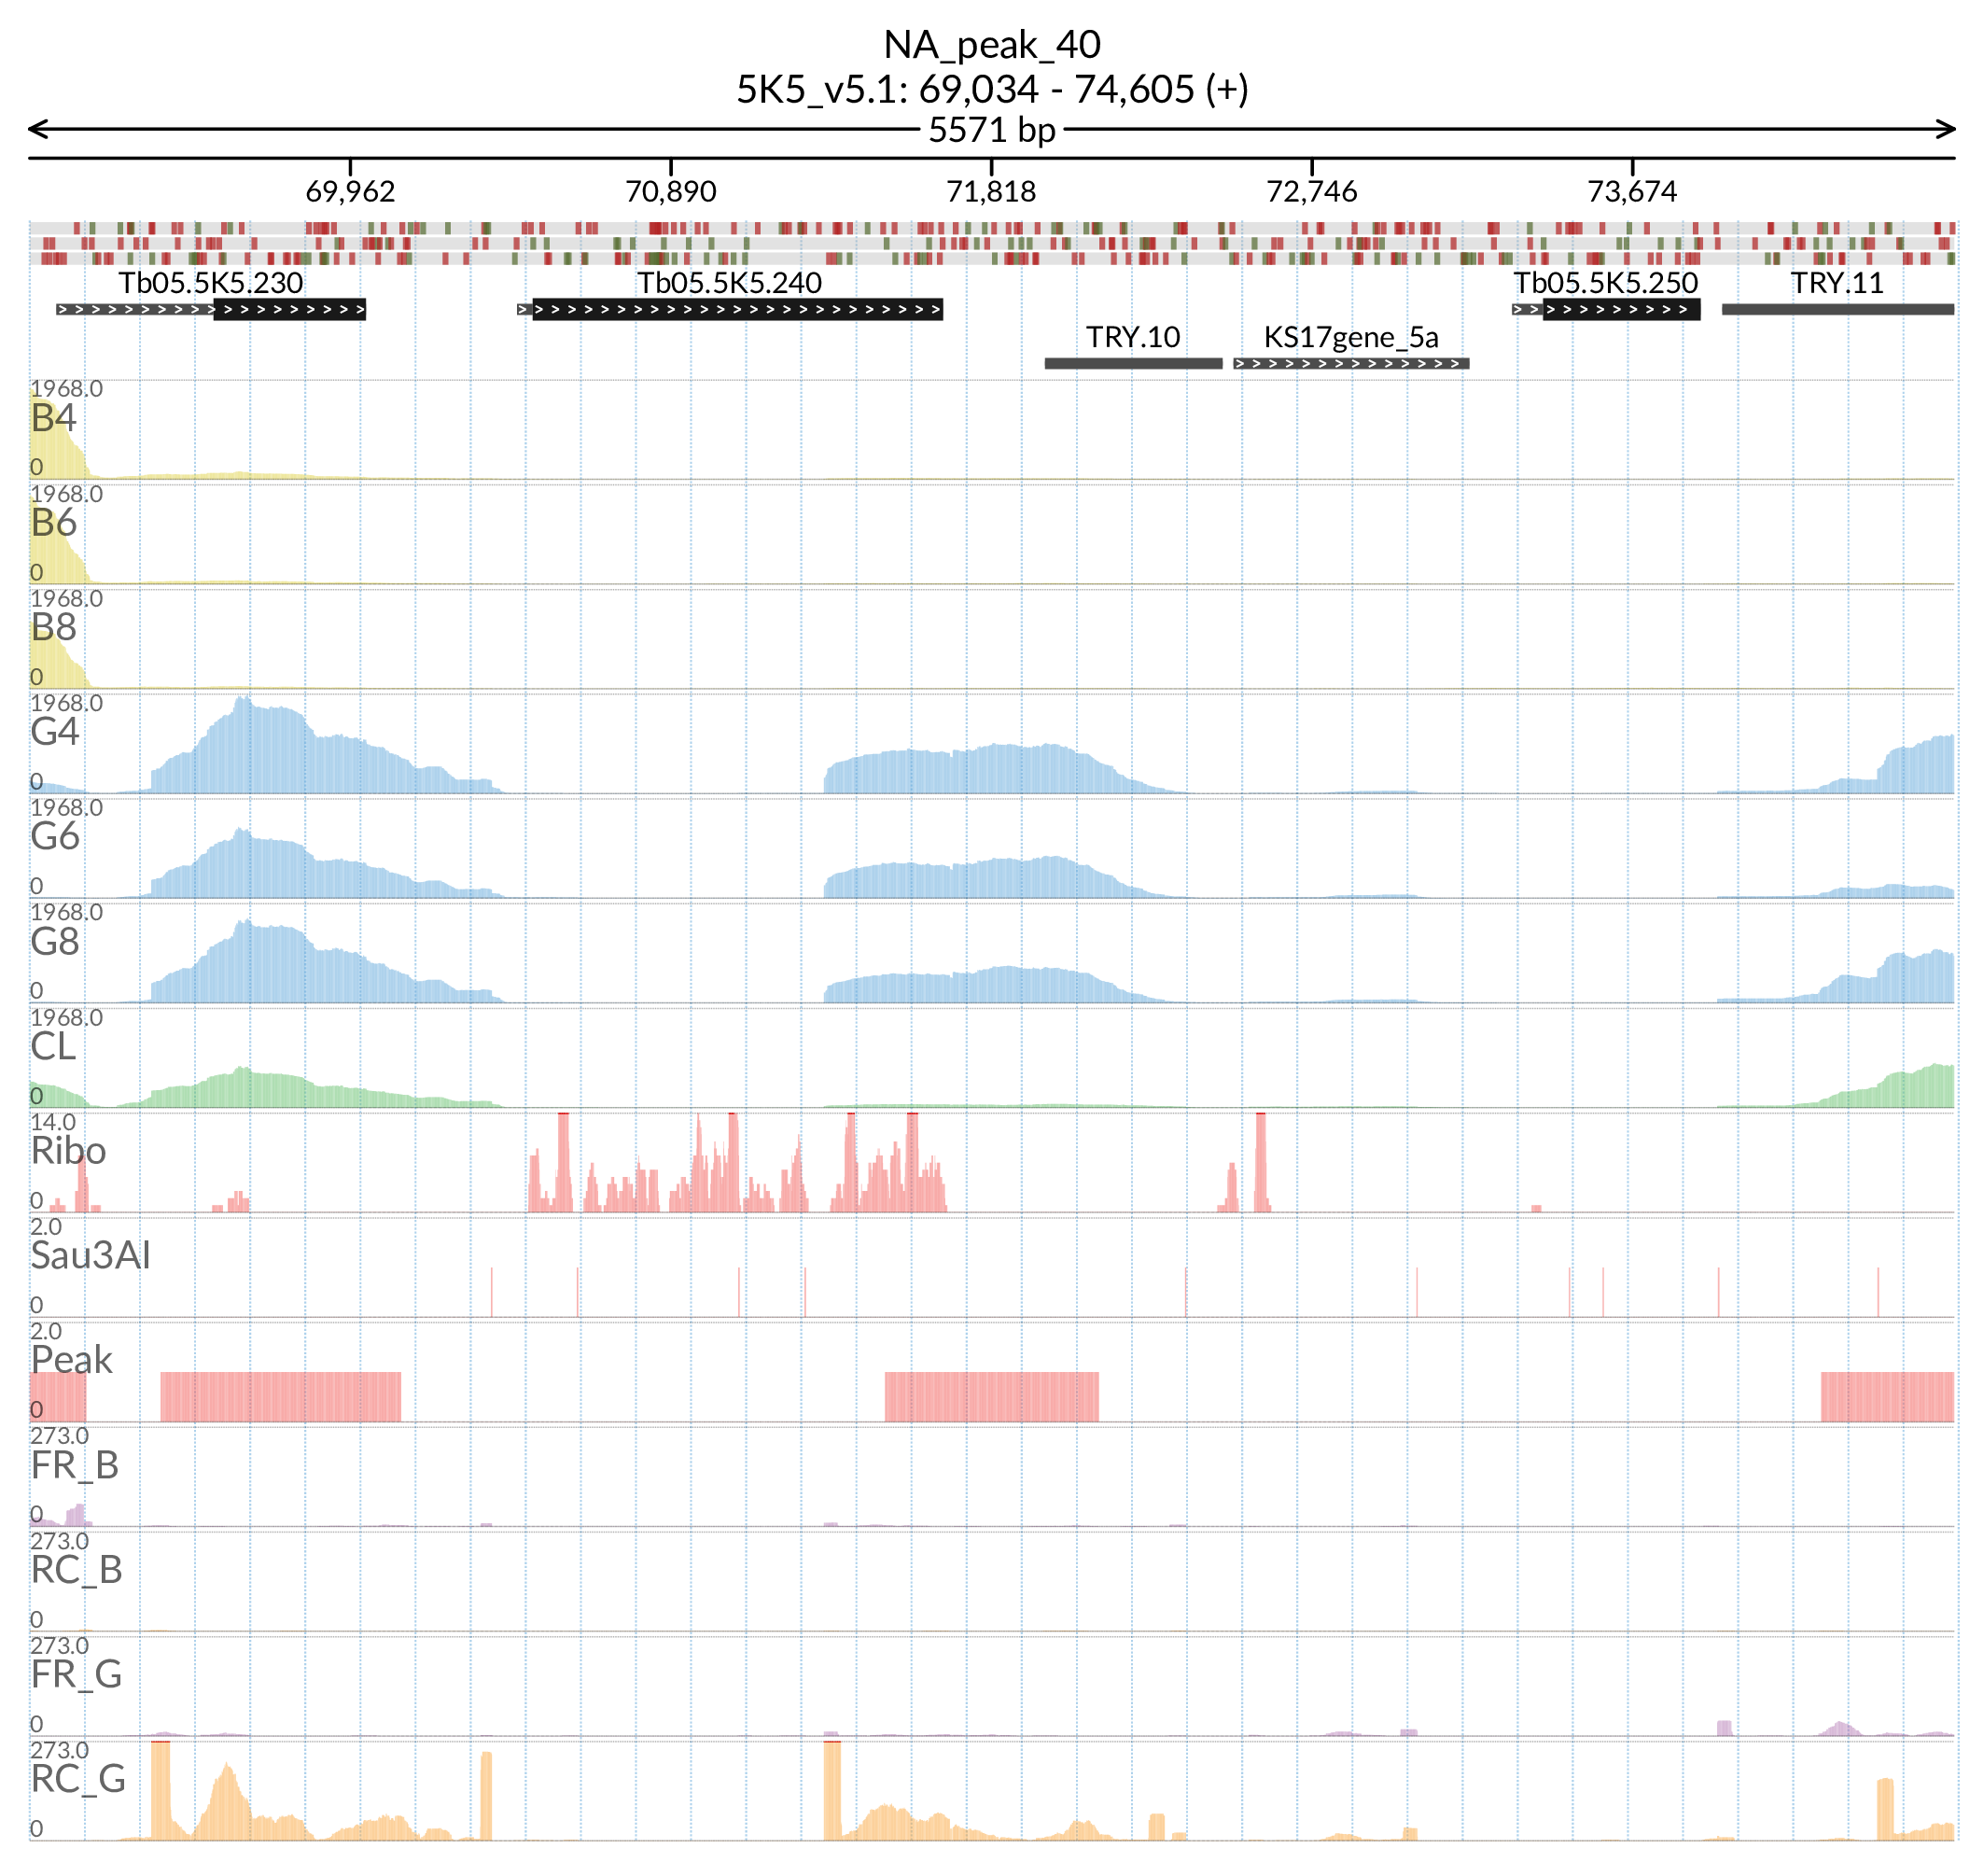 NA_peak_40
5K5_v5.1: 69,034 - 74,605 (+)
5571 bp
69,962 70,890 71,818 72,746 73,674
Tb05.5K5.230 Tb05.5K5.240 Tb05.5K5.250 TRY.11
TRY.10 KS17gene_5a
1968.0
B4
0
1968.0
B6
0
1968.0
B8
0
1968.0
G4
0
1968.0
G6
0
1968.0
G8
0
1968.0
CL
0
14.0
Ribo
0
2.0
Sau3AI
0
2.0
Peak
0
273.0
FR_B
0
273.0
RC_B
0
273.0
FR_G
0
273.0
RC_G
0